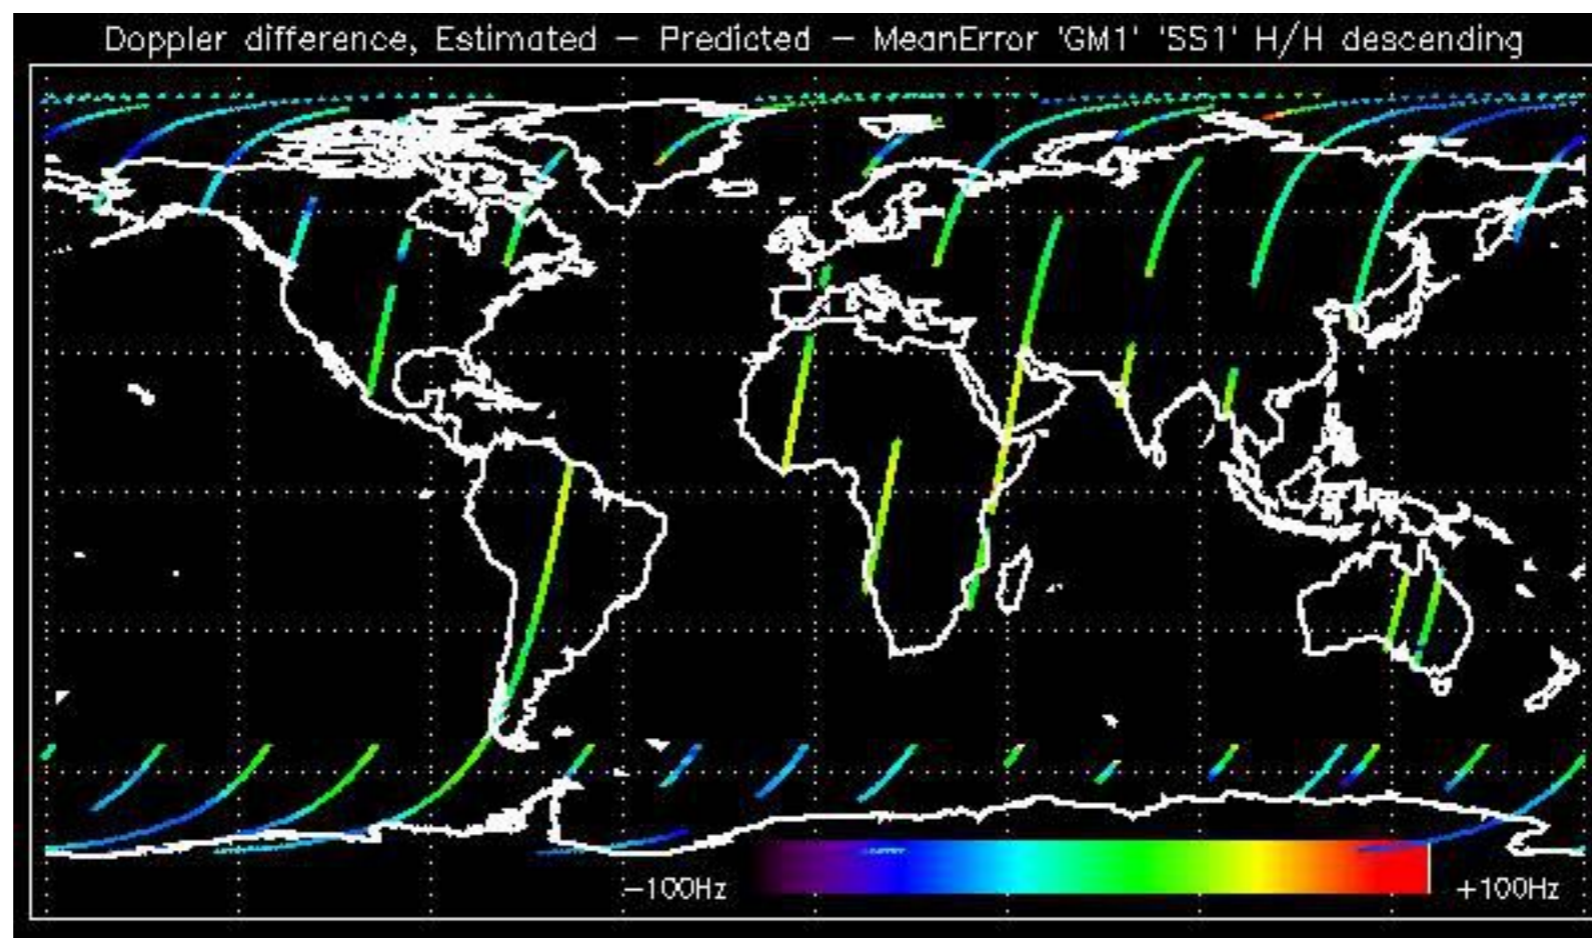 Doppler difference, Estimated – Predicted – MeanError 'GM1' 'SS1' H/H descending
–100Hz
+100Hz